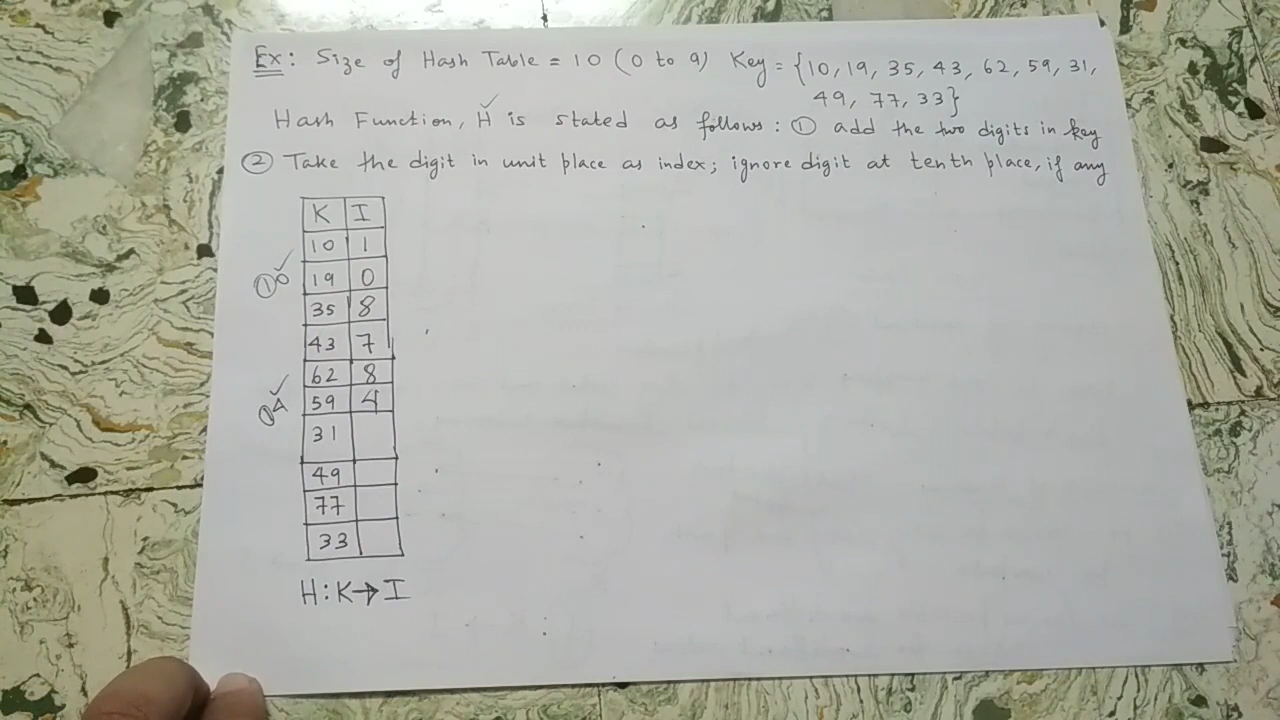 Ex: Size of Hash Table = 10 (0 to 9) Key = {10, 19, 35, 43, 62, 59, 31,
49, 77, 33}
Hash Function, H ✓ is stated as follows: ① add the two digits in key
② Take the digit in unit place as index; ignore digit at tenth place, if any
K I
10 1
①0 ✓ 19 0
35 8
43 7
62 8
①4 ✓ 59 4
31
49
77
33
H: K→I